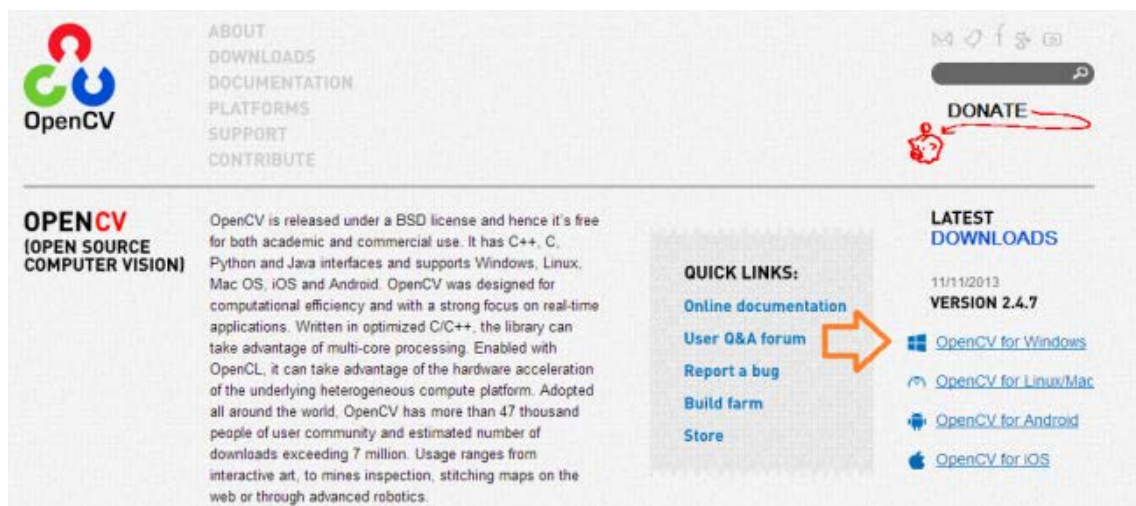 OpenCV
ABOUT
DOWNLOADS
DOCUMENTATION
PLATFORMS
SUPPORT
CONTRIBUTE
DONATE
OPENCV
(OPEN SOURCE
COMPUTER VISION)
OpenCV is released under a BSD license and hence it's free
for both academic and commercial use. It has C++, C,
Python and Java interfaces and supports Windows, Linux,
Mac OS, iOS and Android. OpenCV was designed for
computational efficiency and with a strong focus on real-time
applications. Written in optimized C/C++, the library can
take advantage of multi-core processing. Enabled with
OpenCL, it can take advantage of the hardware acceleration
of the underlying heterogeneous compute platform. Adopted
all around the world, OpenCV has more than 47 thousand
people of user community and estimated number of
downloads exceeding 7 million. Usage ranges from
interactive art, to mines inspection, stitching maps on the
web or through advanced robotics.
QUICK LINKS:
Online documentation
User Q&A forum
Report a bug
Build farm
Store
LATEST
DOWNLOADS
11/11/2013
VERSION 2.4.7
OpenCV for Windows
OpenCV for Linux/Mac
OpenCV for Android
OpenCV for iOS